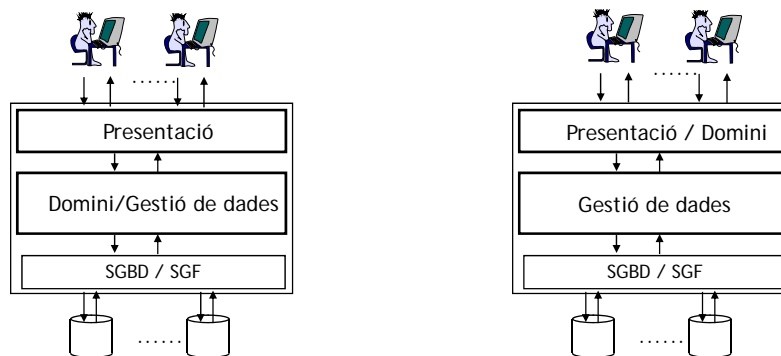 Presentació
Domini/Gestió de dades
SGBD / SGF
Presentació / Domini
Gestió de dades
SGBD / SGF